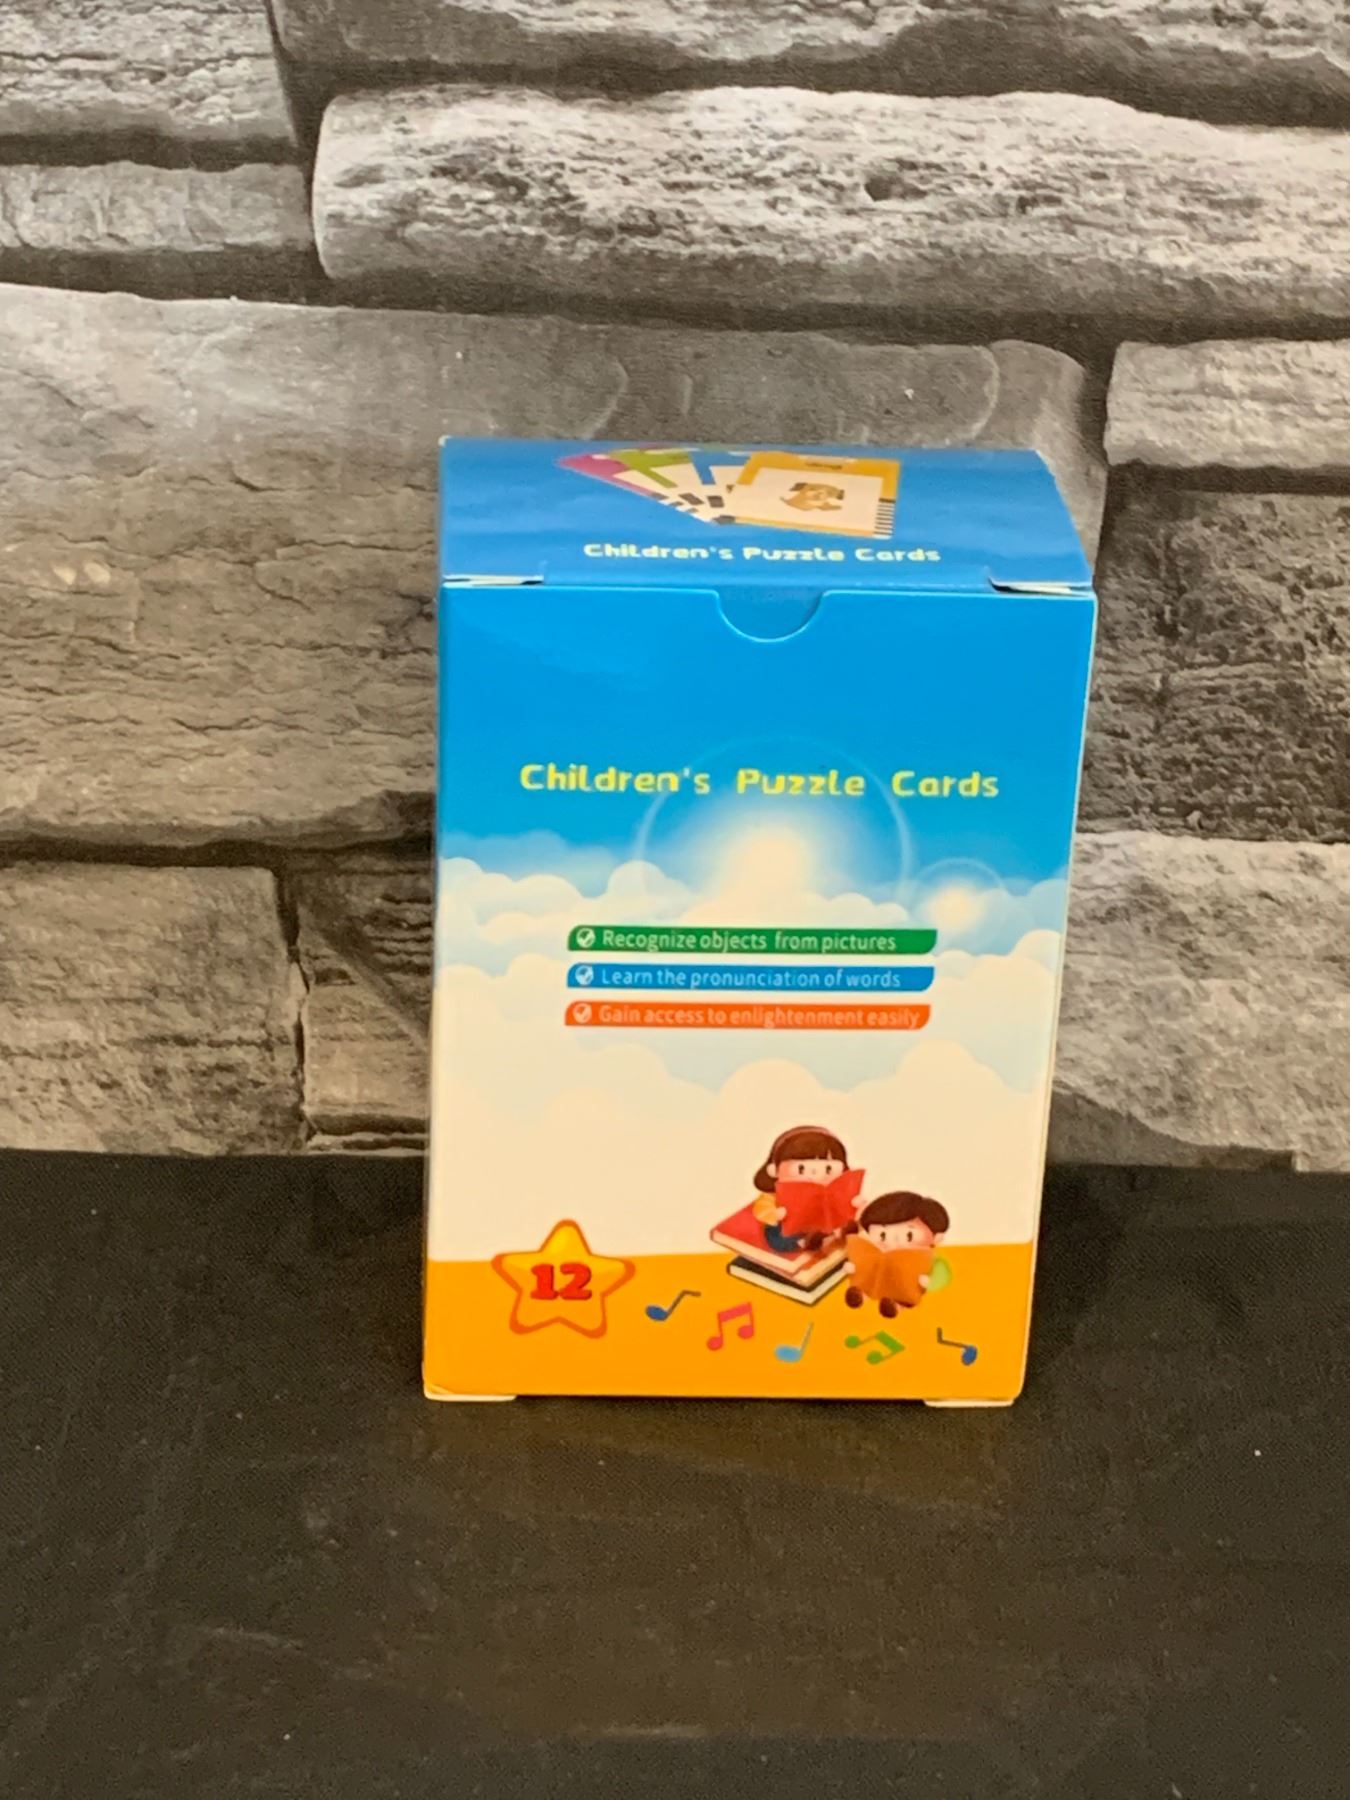 Children's Puzzle Cards
Children's Puzzle Cards
Recognize objects from pictures
Learn the pronunciation of words
Gain access to enlightenment easily
12